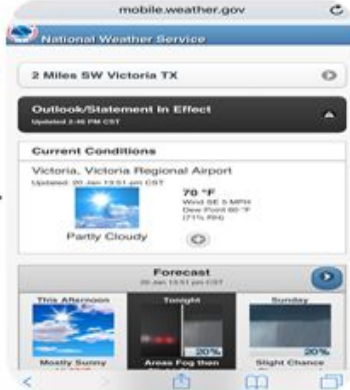 mobile.weather.gov
National Weather Service
2 Miles SW Victoria TX
Outlook/Statement In Effect
Updated 2:46 PM CST
Current Conditions
Victoria, Victoria Regional Airport
Updated: 20 Jan 13:51 pm CST
70 °F
Wind SE 5 MPH
Dew Point 60 °F
(71% RH)
Partly Cloudy
Forecast
20 Jan 13:51 pm CST
This Afternoon
Tonight
Sunday
20%
20%
Mostly Sunny
Areas Fog then
Slight Chance